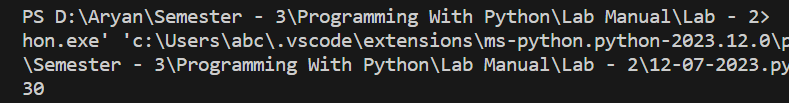 PS D:\Aryan\Semester - 3\Programming With Python\Lab Manual\Lab - 2>
hon.exe' 'c:\Users\abc\.vscode\extensions\ms-python.python-2023.12.0\p
\Semester - 3\Programming With Python\Lab Manual\Lab - 2\12-07-2023.py
30